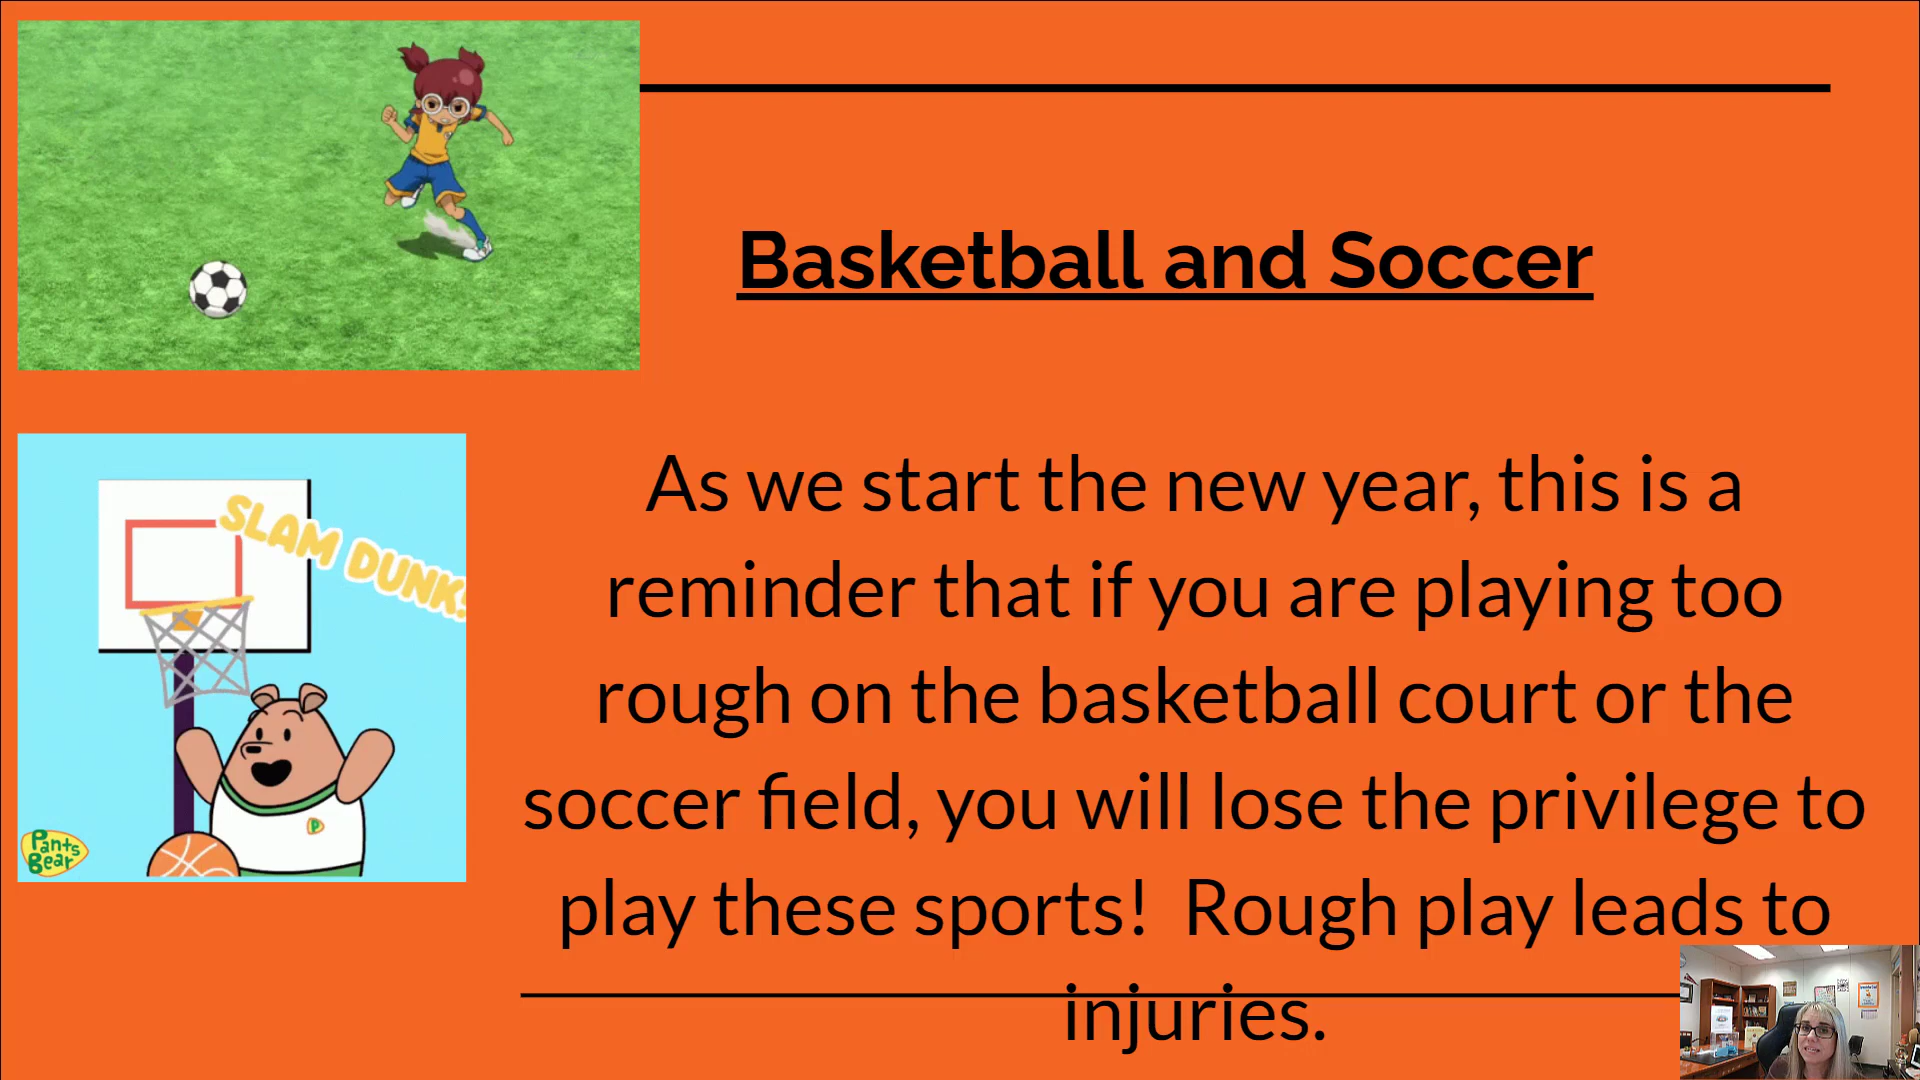 Basketball and Soccer
As we start the new year, this is a
reminder that if you are playing too
rough on the basketball court or the
soccer field, you will lose the privilege to
play these sports!  Rough play leads to
injuries.
SLAM DUNK!
Pants
Bear
P